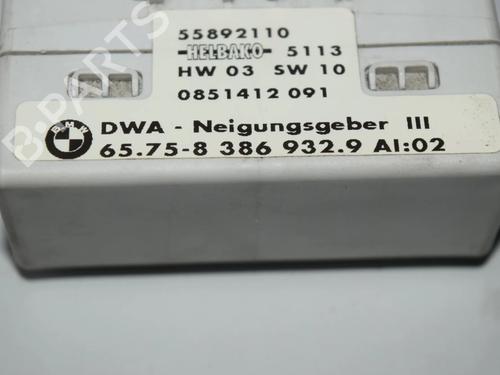 55892110
HELBAKO 5113
HW 03 SW 10
0851412 091
BMW DWA - Neigungsgeber III
65.75-8 386 932.9 AI:02
B-PARTS